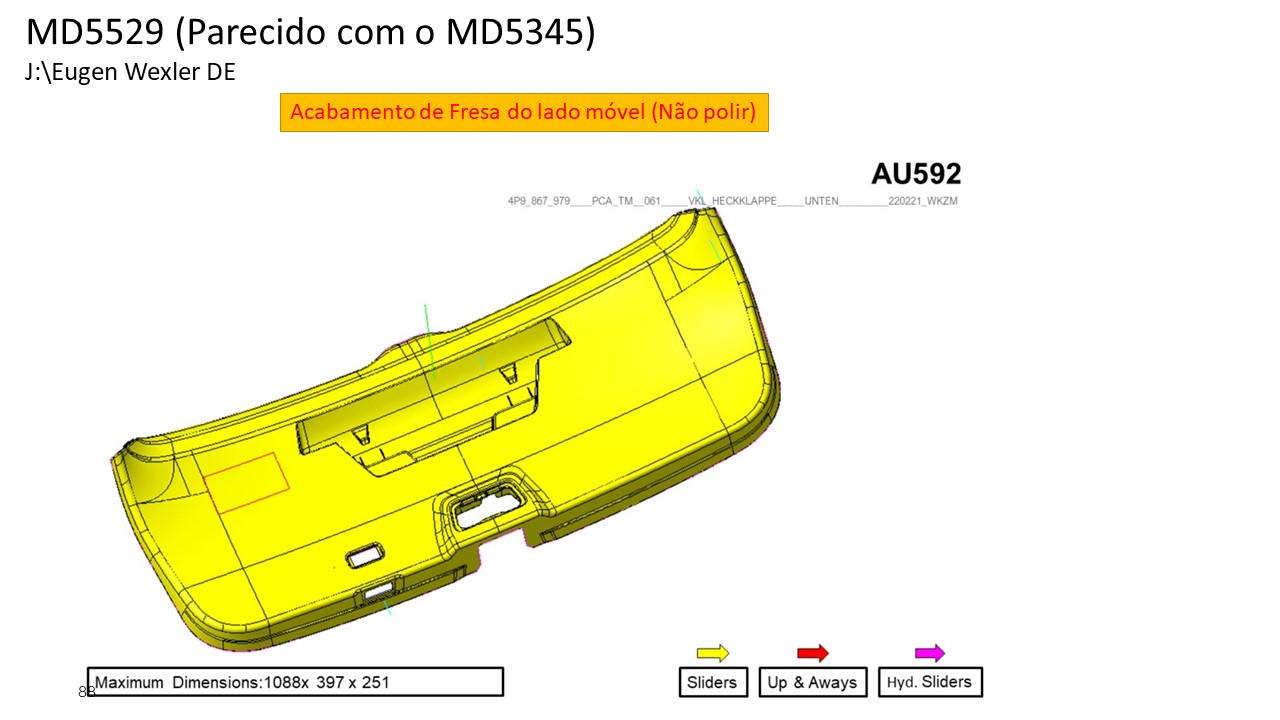 MD5529 (Parecido com o MD5345)
J:\Eugen Wexler DE
Acabamento de Fresa do lado móvel (Não polir)
AU592
4P9_867_979____PCA_TM__061_____VKL_HECKKLAPPE_____UNTEN_________220221_WKZM
Maximum Dimensions:1088x 397 x 251
88
Sliders
Up & Aways
Hyd. Sliders